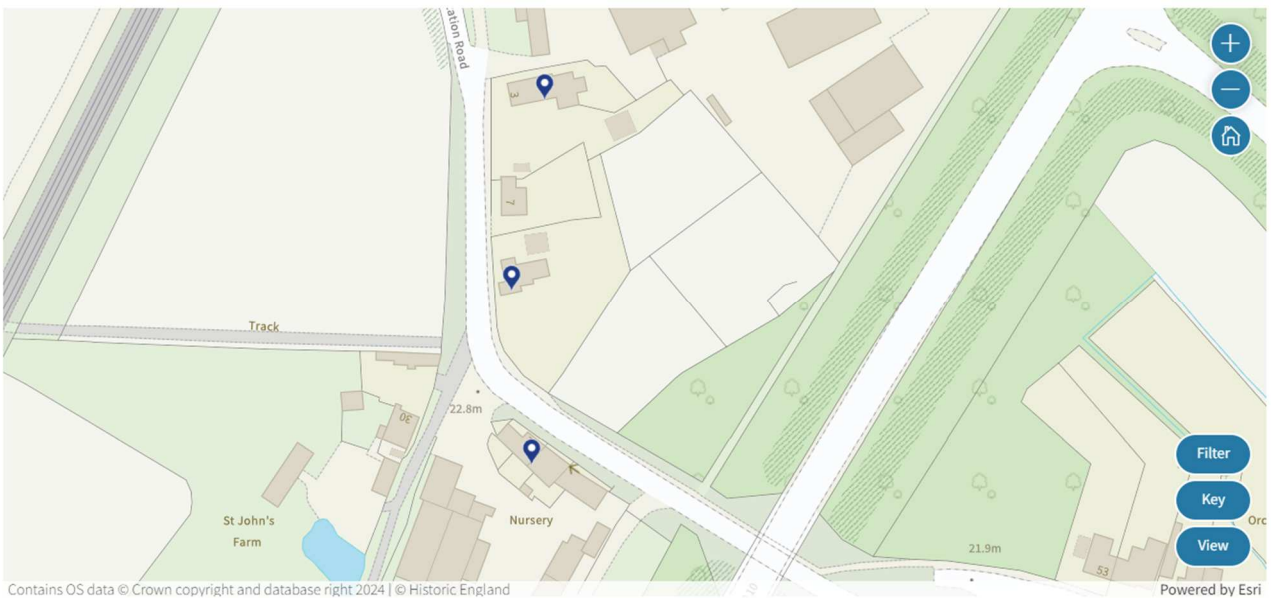 ation Road
3
7
Track
30
22.8m
St John's
Farm
Nursery
Filter
Key
View
Orc
21.9m
53
10
Contains OS data © Crown copyright and database right 2024 | © Historic England
Powered by Esri